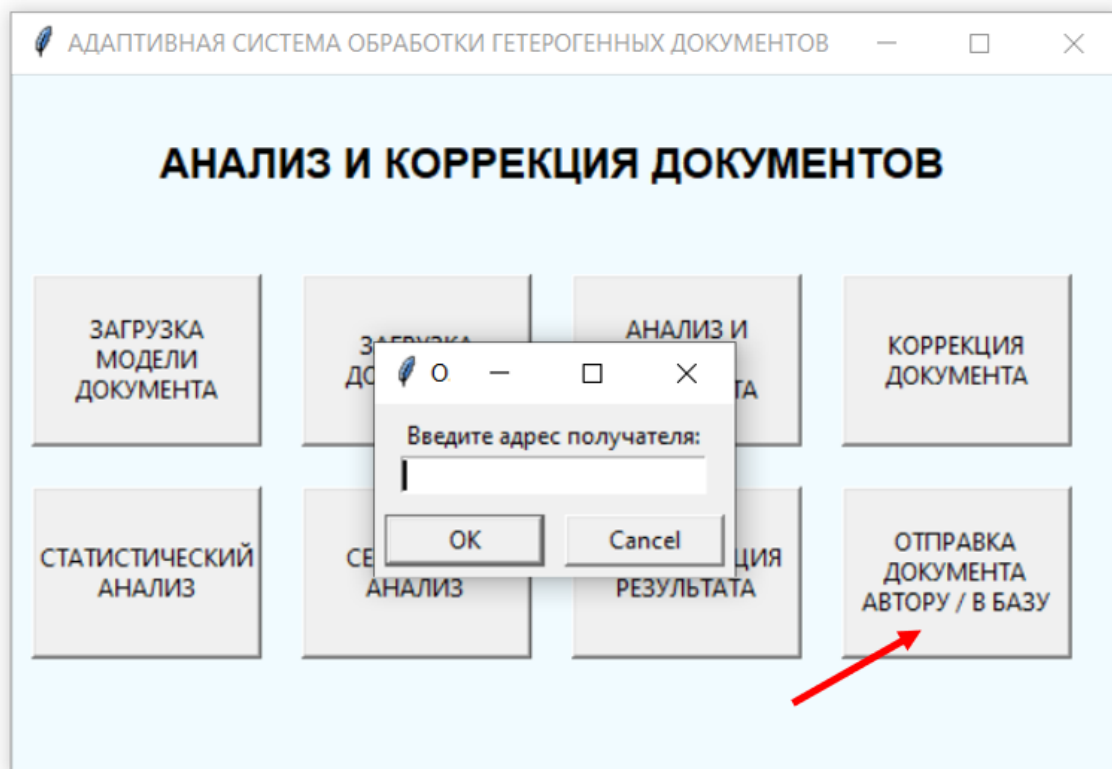 АДАПТИВНАЯ СИСТЕМА ОБРАБОТКИ ГЕТЕРОГЕННЫХ ДОКУМЕНТОВ
АНАЛИЗ И КОРРЕКЦИЯ ДОКУМЕНТОВ
ЗАГРУЗКА
МОДЕЛИ
ДОКУМЕНТА
АНАЛИЗ И
КОРРЕКЦИЯ
ДОКУМЕНТА
О
Введите адрес получателя:
OK
Cancel
СТАТИСТИЧЕСКИЙ
АНАЛИЗ
АНАЛИЗ
РЕЗУЛЬТАТА
ОТПРАВКА
ДОКУМЕНТА
АВТОРУ / В БАЗУ